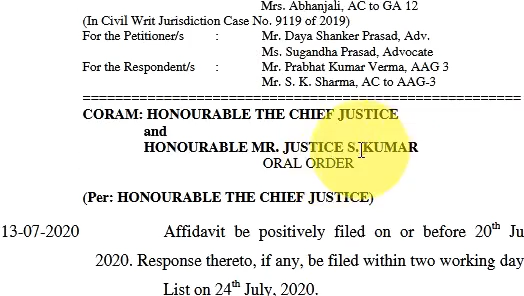 Mrs. Abhanjali, AC to GA 12
(In Civil Writ Jurisdiction Case No. 9119 of 2019)
For the Petitioner/s : Mr. Daya Shanker Prasad, Adv.
Ms. Sugandha Prasad, Advocate
For the Respondent/s : Mr. Prabhat Kumar Verma, AAG 3
Mr. S. K. Sharma, AC to AAG-3
CORAM: HONOURABLE THE CHIEF JUSTICE
and
HONOURABLE MR. JUSTICE S. KUMAR
ORAL ORDER
(Per: HONOURABLE THE CHIEF JUSTICE)
13-07-2020 Affidavit be positively filed on or before 20th Ju
2020. Response thereto, if any, be filed within two working day
List on 24th July, 2020.